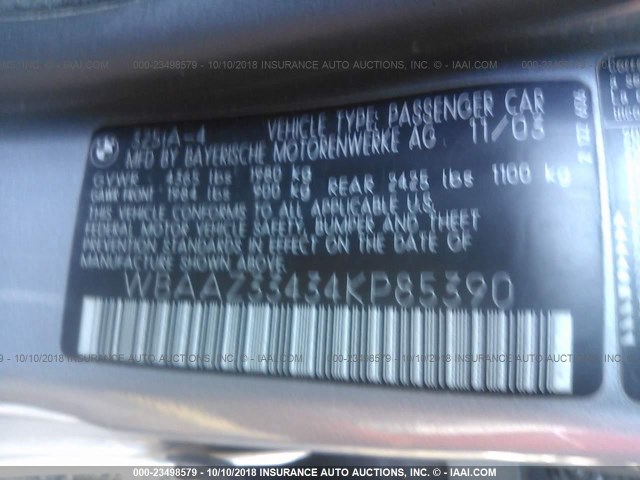 000-23498579 - 10/10/2018 INSURANCE AUTO AUCTIONS, INC. © - IAAI.COM
325iA-4 VEHICLE TYPE: PASSENGER CAR
MFD BY BAYERISCHE MOTORENWERKE AG 11/03
GVWR 4365 lbs 1980 kg
GAWR FRONT 1984 lbs 900 kg REAR 2425 lbs 1100 kg
THIS VEHICLE CONFORMS TO ALL APPLICABLE U.S.
FEDERAL MOTOR VEHICLE SAFETY, BUMPER AND THEFT
PREVENTION STANDARDS IN EFFECT ON THE DATE OF
MANUFACTURE SHOWN ABOVE
WBAAZ33434KP85390
000-23498579 - 10/10/2018 INSURANCE AUTO AUCTIONS, INC. © - IAAI.COM
000-23498579 - 10/10/2018 INSURANCE AUTO AUCTIONS, INC. © - IAAI.COM